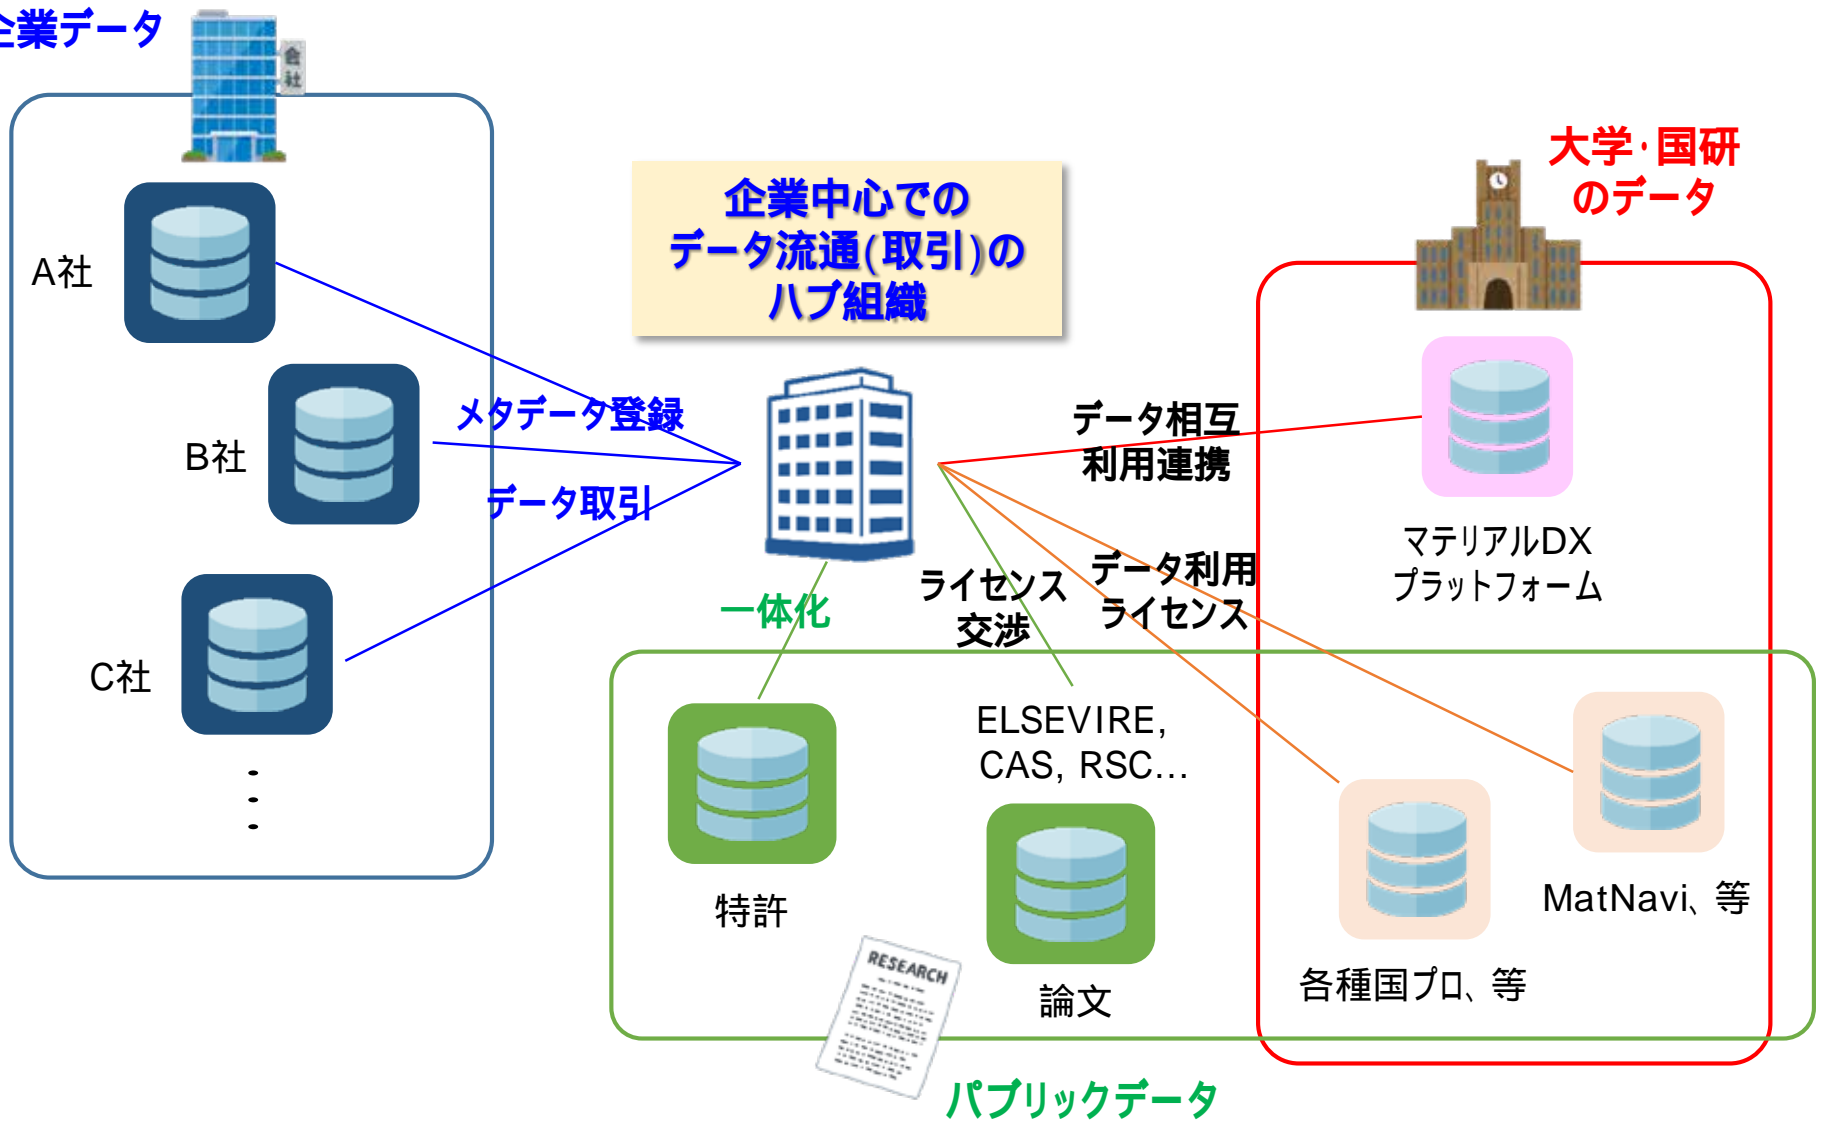 企業データ
会
社
A社
B社
C社
メタデータ登録
データ取引
企業中心での
データ流通(取引)の
ハブ組織
大学・国研
のデータ
データ相互
利用連携
マテリアルDX
プラットフォーム
一体化
ライセンス
交渉
データ利用
ライセンス
ELSEVIRE,
CAS, RSC...
特許
論文
MatNavi、等
各種国プロ、等
RESEARCH
パブリックデータ